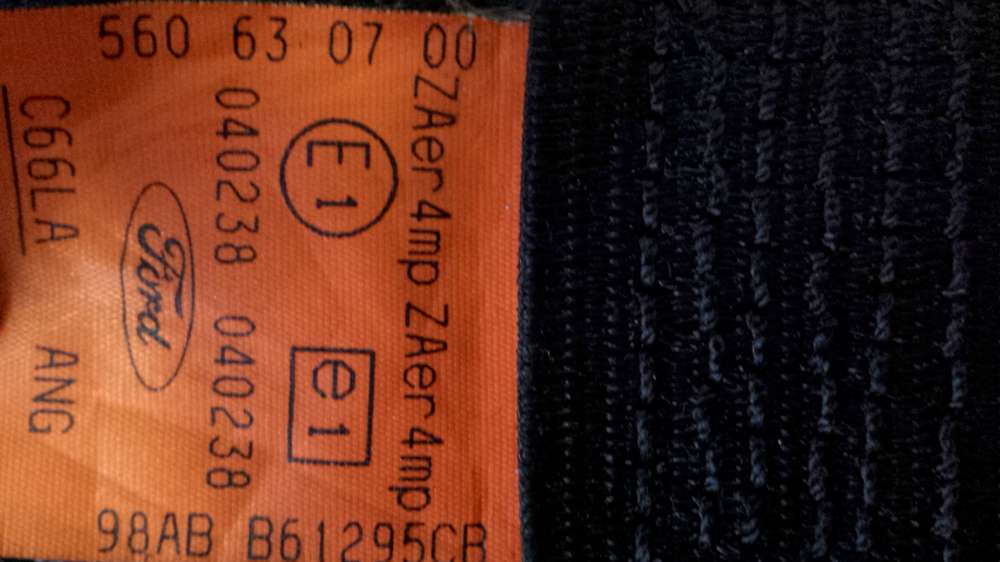 560 63 07 00
ZAer4mp ZAer4mp
E1 e1
040238 040238
Ford
C66LA ANG
98AB B61295CB